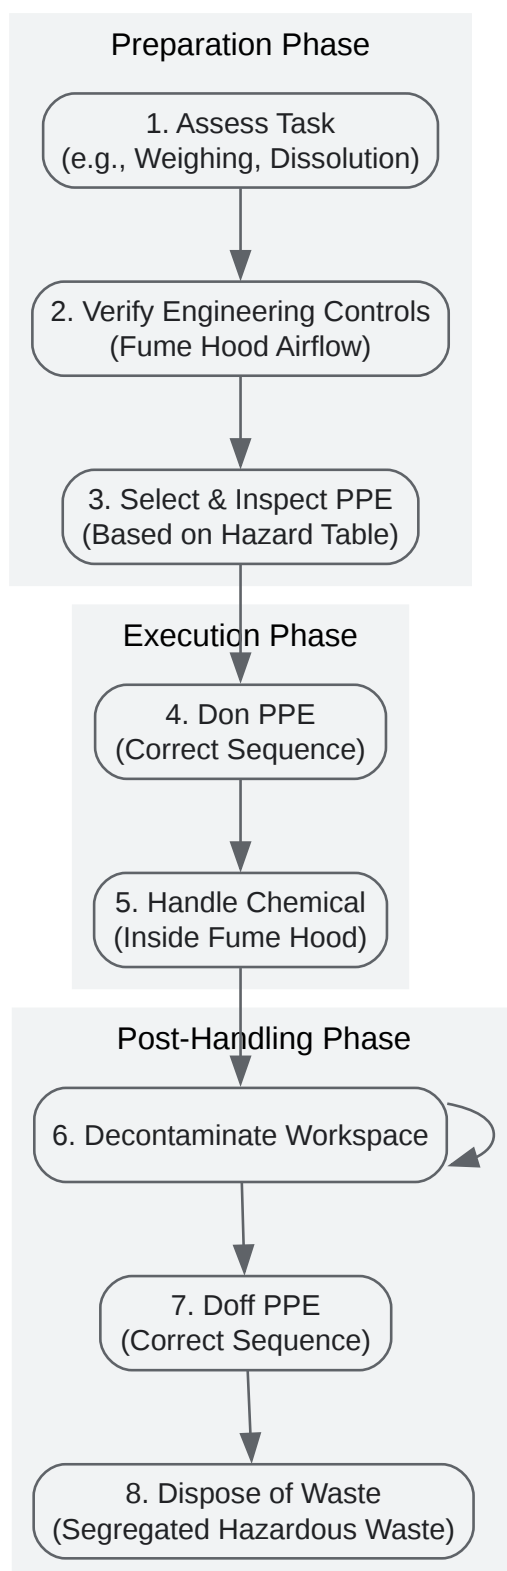 Preparation Phase
1. Assess Task
(e.g., Weighing, Dissolution)
2. Verify Engineering Controls
(Fume Hood Airflow)
3. Select & Inspect PPE
(Based on Hazard Table)
Execution Phase
4. Don PPE
(Correct Sequence)
5. Handle Chemical
(Inside Fume Hood)
Post-Handling Phase
6. Decontaminate Workspace
7. Doff PPE
(Correct Sequence)
8. Dispose of Waste
(Segregated Hazardous Waste)